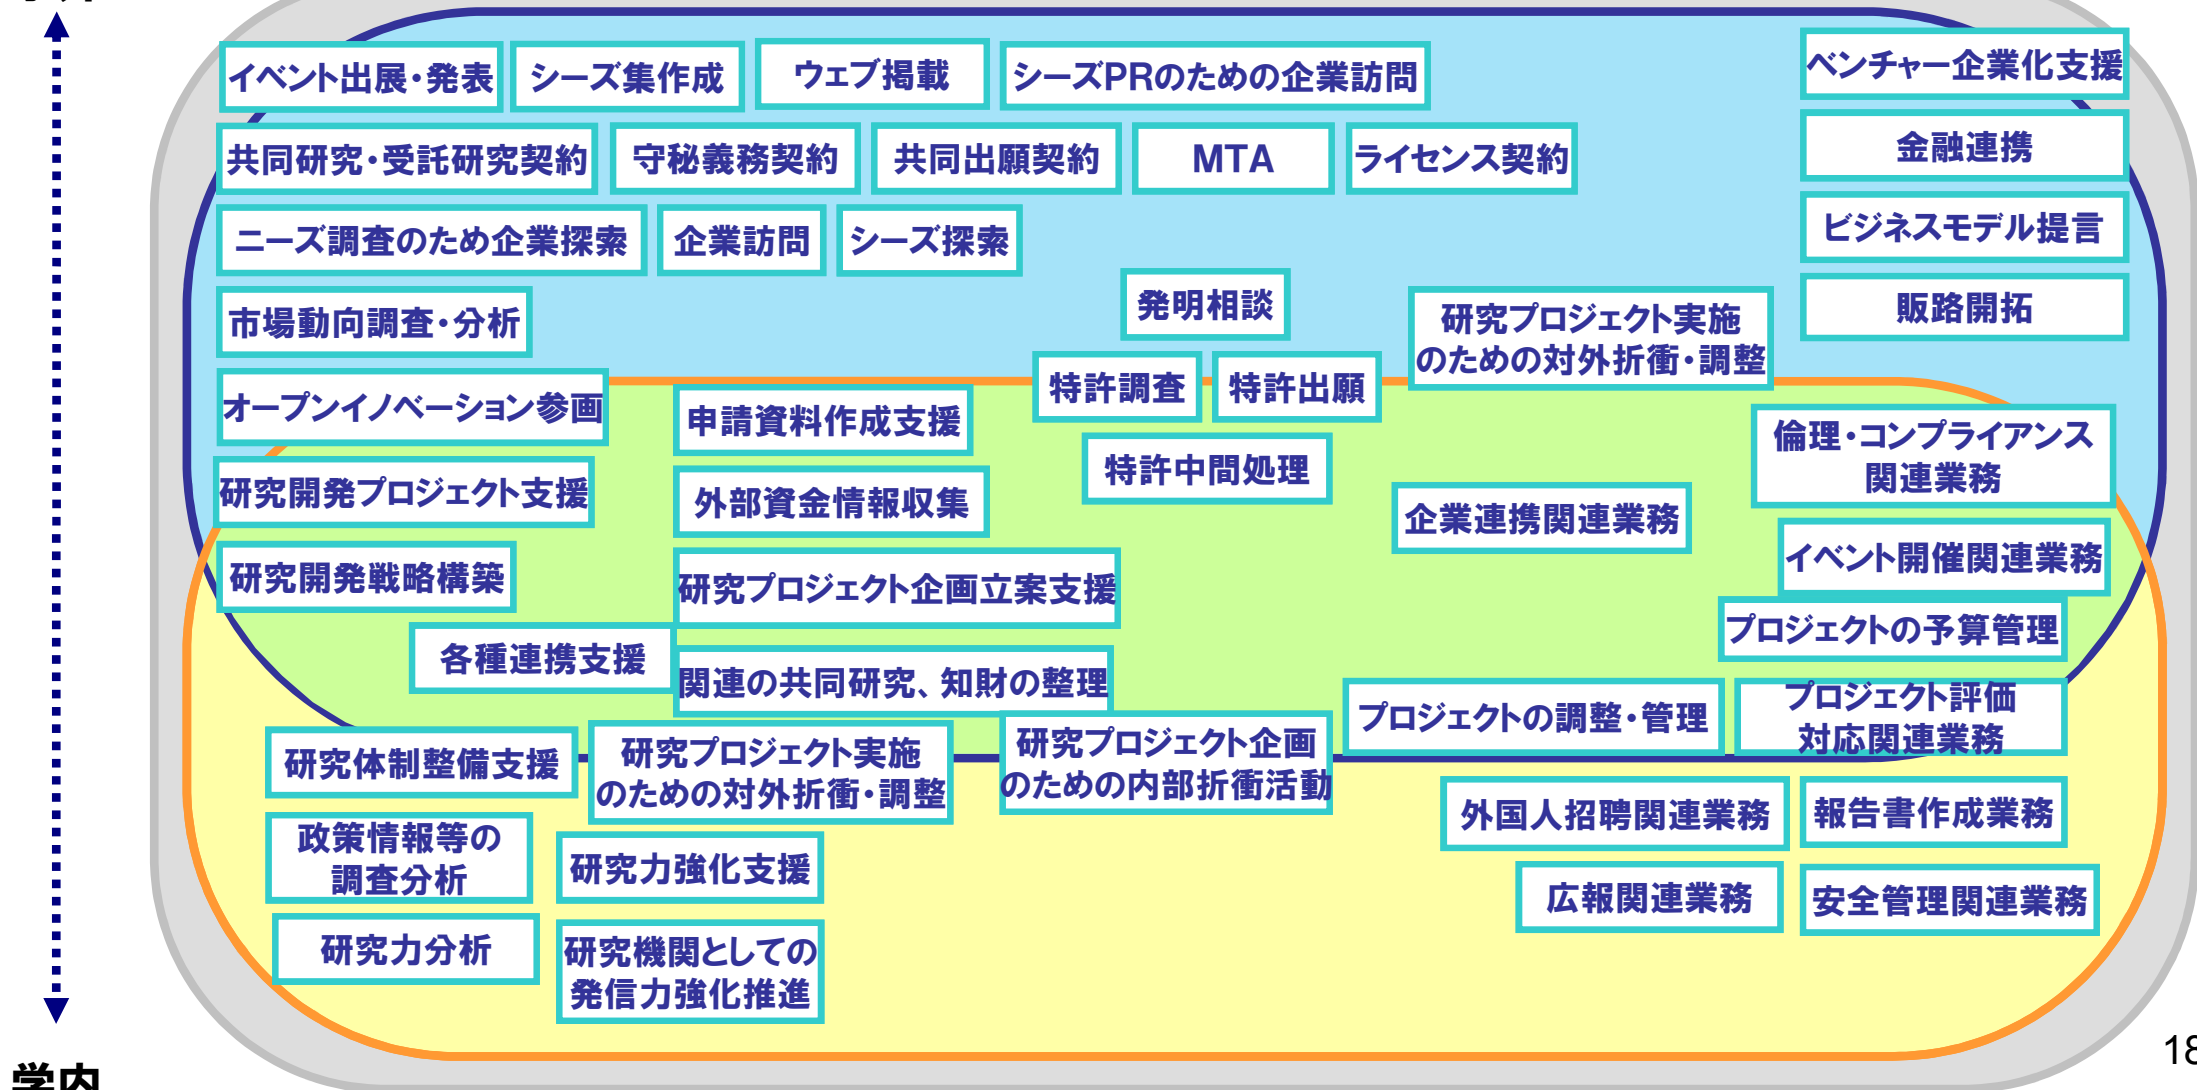 イベント出展・発表
シーズ集作成
ウェブ掲載
シーズPRのための企業訪問
ベンチャー企業化支援
共同研究・受託研究契約
守秘義務契約
共同出願契約
MTA
ライセンス契約
金融連携
ニーズ調査のため企業探索
企業訪問
シーズ探索
ビジネスモデル提言
市場動向調査・分析
発明相談
研究プロジェクト実施
のための対外折衝・調整
販路開拓
オープンイノベーション参画
申請資料作成支援
特許調査
特許出願
倫理・コンプライアンス
関連業務
研究開発プロジェクト支援
外部資金情報収集
特許中間処理
企業連携関連業務
イベント開催関連業務
研究開発戦略構築
研究プロジェクト企画立案支援
プロジェクトの予算管理
各種連携支援
関連の共同研究、知財の整理
プロジェクトの調整・管理
プロジェクト評価
対応関連業務
研究体制整備支援
研究プロジェクト実施
のための対外折衝・調整
研究プロジェクト企画
のための内部折衝活動
外国人招聘関連業務
報告書作成業務
政策情報等の
調査分析
研究力強化支援
広報関連業務
安全管理関連業務
研究力分析
研究機関としての
発信力強化推進
学内
18